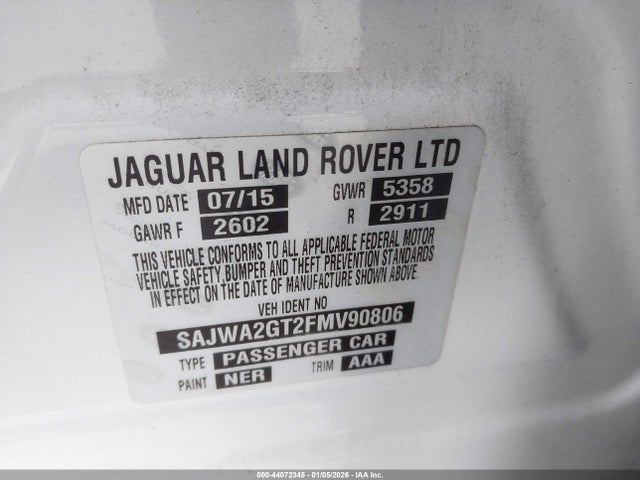 JAGUAR LAND ROVER LTD
MFD DATE 07/15 GVWR 5358
GAWR F 2602 R 2911
THIS VEHICLE CONFORMS TO ALL APPLICABLE FEDERAL MOTOR
VEHICLE SAFETY,BUMPER AND THEFT PREVENTION STANDARDS
IN EFFECT ON THE DATE OF MANUFACTURE SHOWN ABOVE.
VEH IDENT NO
SAJWA2GT2FMV90806
TYPE PASSENGER CAR
PAINT NER TRIM AAA
000-44072345 - 01/05/2026 - IAA Inc.